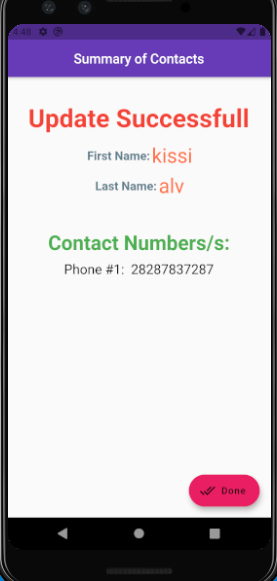 4:48
Summary of Contacts
Update Successfull
First Name: kissi
Last Name: alv
Contact Numbers/s:
Phone #1: 28287837287
Done